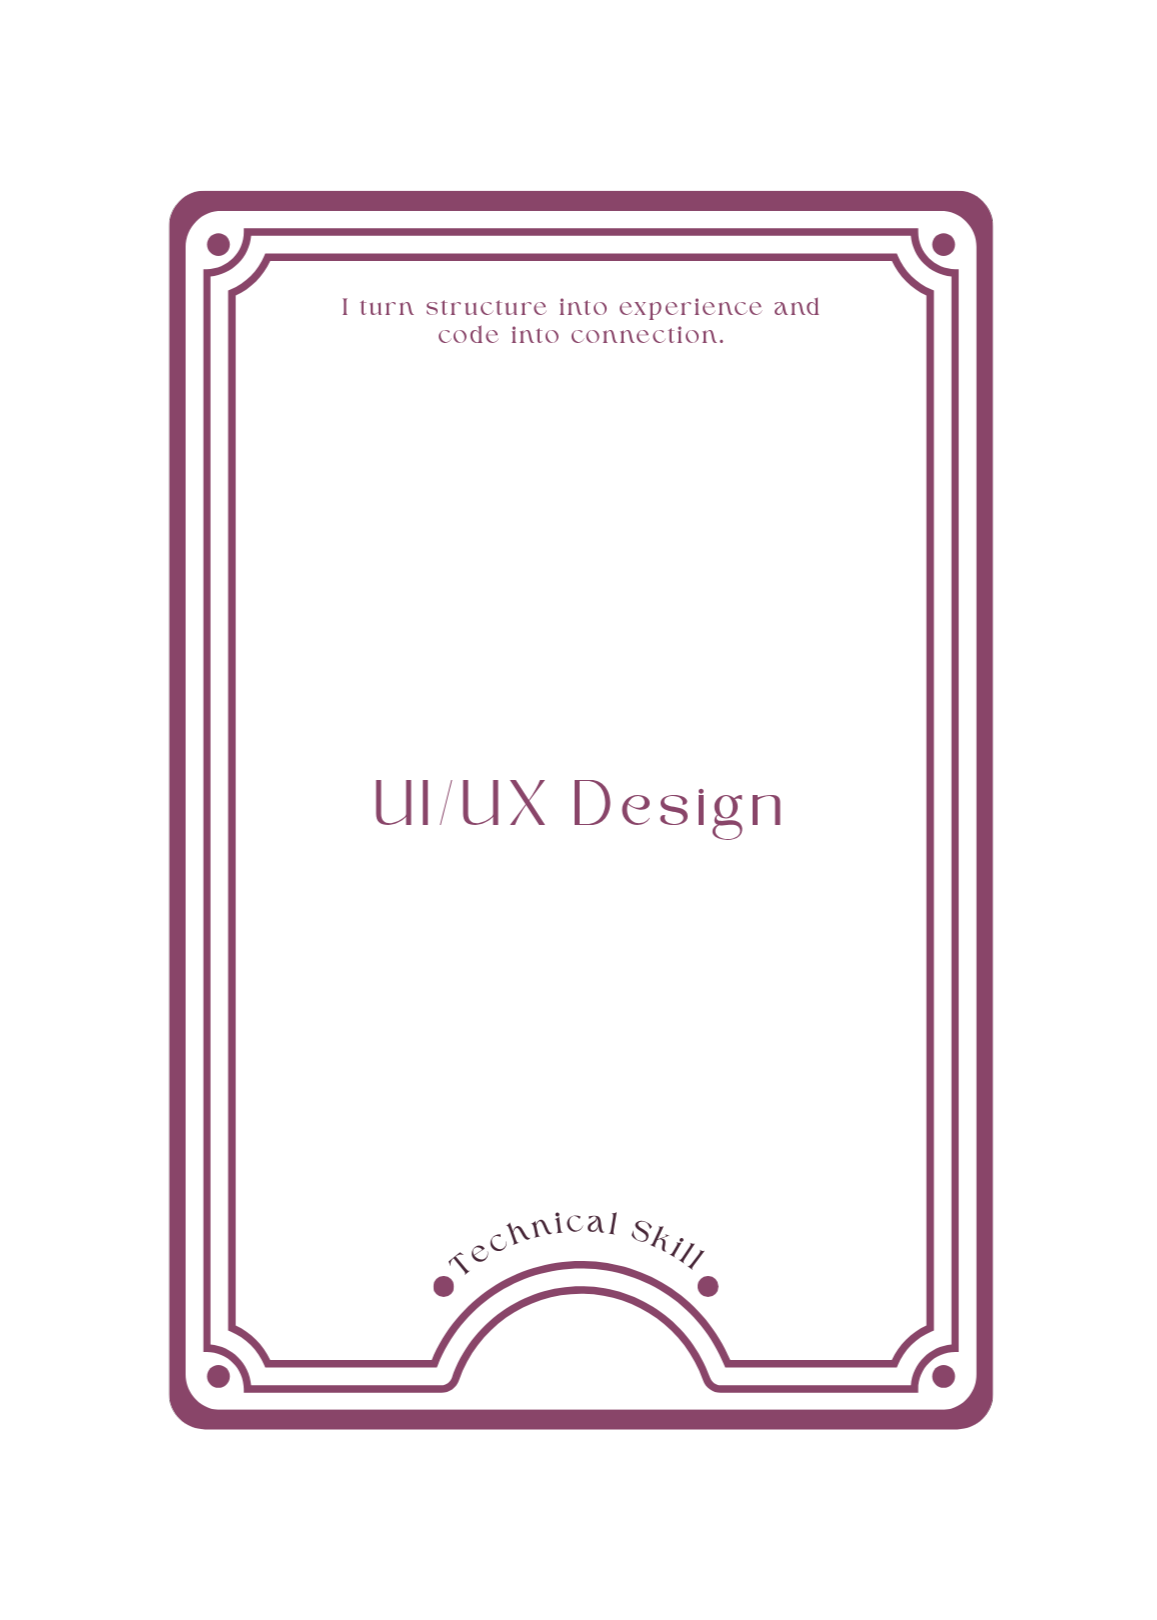 I turn structure into experience and
code into connection.
UI/UX Design
Technical Skill